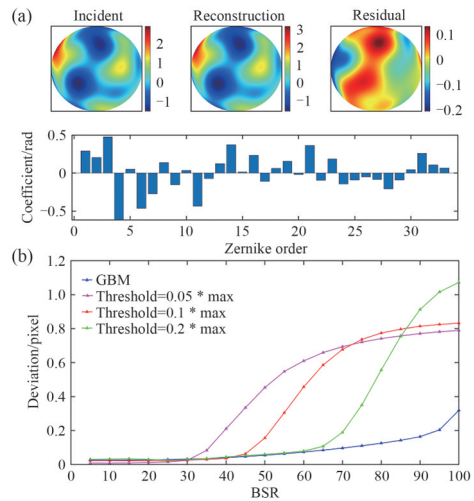 (a)
Incident Reconstruction Residual
2
1
0
−1
3
2
1
0
−1
0.1
0
−0.1
−0.2
Coefficient/rad
0.5
0
−0.5
0 5 10 15 20 25 30
Zernike order
(b)
GBM
Threshold=0.05 * max
Threshold=0.1 * max
Threshold=0.2 * max
Deviation/pixel
1.2
1.0
0.8
0.6
0.4
0.2
0
0 10 20 30 40 50 60 70 80 90 100
BSR